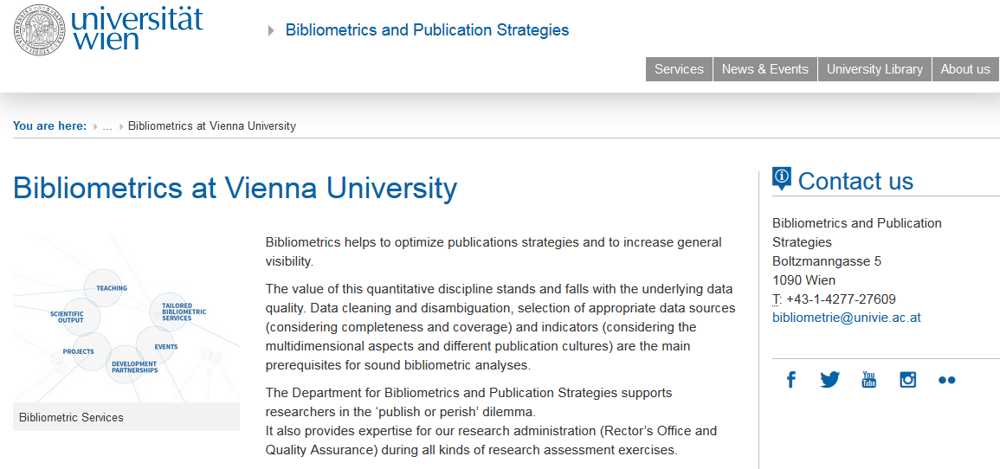 universität
wien
Bibliometrics and Publication Strategies
Services
News & Events
University Library
About us
You are here:
...
Bibliometrics at Vienna University
Bibliometrics at Vienna University
TEACHING
SCIENTIFIC
OUTPUT
TAILORED
BIBLIOMETRIC
SERVICES
PROJECTS
EVENTS
DEVELOPMENT
PARTNERSHIPS
Bibliometric Services
Bibliometrics helps to optimize publications strategies and to increase general
visibility.
The value of this quantitative discipline stands and falls with the underlying data
quality. Data cleaning and disambiguation, selection of appropriate data sources
(considering completeness and coverage) and indicators (considering the
multidimensional aspects and different publication cultures) are the main
prerequisites for sound bibliometric analyses.
The Department for Bibliometrics and Publication Strategies supports
researchers in the ‘publish or perish’ dilemma.
It also provides expertise for our research administration (Rector’s Office and
Quality Assurance) during all kinds of research assessment exercises.
Contact us
Bibliometrics and Publication
Strategies
Boltzmanngasse 5
1090 Wien
T: +43-1-4277-27609
bibliometrie@univie.ac.at
You
Tube